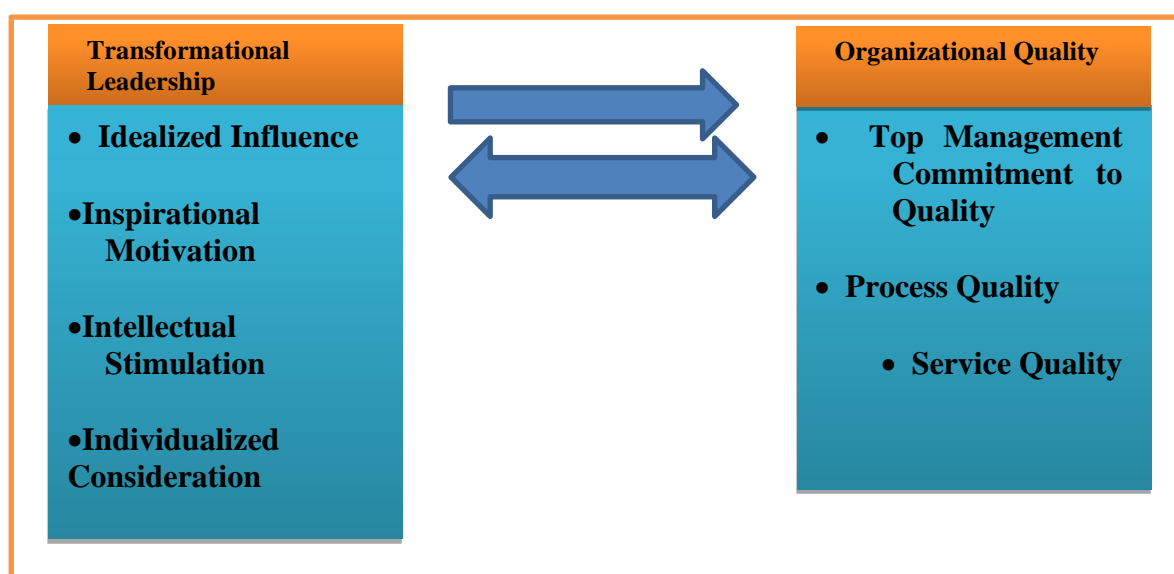 Transformational
Leadership
• Idealized Influence
•Inspirational
Motivation
•Intellectual
Stimulation
•Individualized
Consideration
Organizational Quality
• Top Management
Commitment to
Quality
• Process Quality
• Service Quality